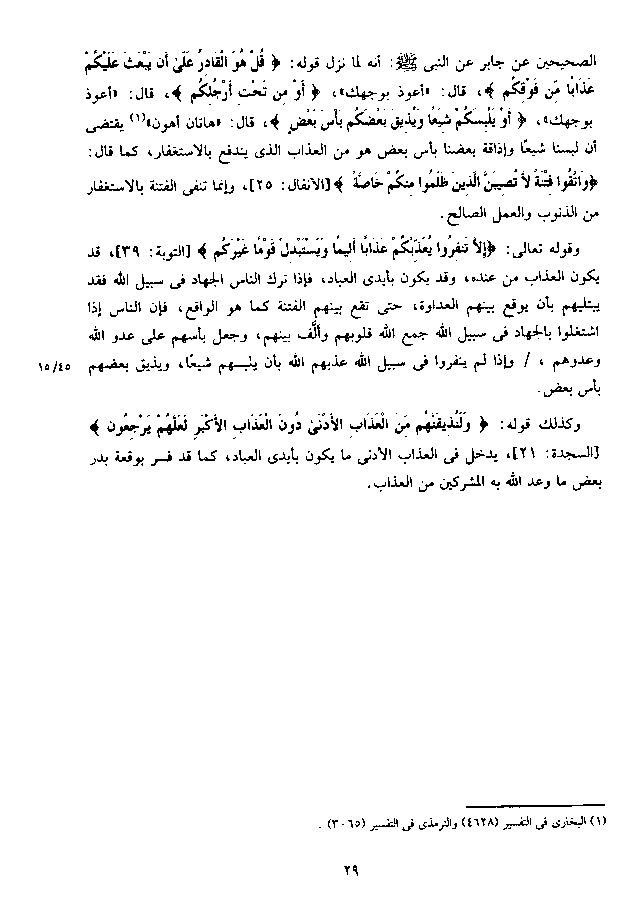 الصحيحين عن جابر عن النبى ﷺ: أنه لما نزل قوله: ﴿ قُلْ هُوَ الْقَادِرُ عَلَىٰ أَن يَبْعَثَ عَلَيْكُمْ
عَذَابًا مِّن فَوْقِكُمْ ﴾، قال: «أعوذ بوجهك»، ﴿ أَوْ مِن تَحْتِ أَرْجُلِكُمْ ﴾، قال: «أعوذ
بوجهك»، ﴿ أَوْ يَلْبِسَكُمْ شِيَعًا وَيُذِيقَ بَعْضَكُم بَأْسَ بَعْضٍ ﴾، قال: «هاتان أهون»(١) يقتضى
أن لبسنا شيعًا وإذاقة بعضنا بأس بعض هو من العذاب الذى يندفع بالاستغفار، كما قال:
﴿وَاتَّقُوا فِتْنَةً لَّا تُصِيبَنَّ الَّذِينَ ظَلَمُوا مِنكُمْ خَاصَّةً ﴾[الأنفال: ٢٥]، وإنما تنفى الفتنة بالاستغفار
من الذنوب والعمل الصالح.
وقوله تعالى: ﴿إِلاَّ تَنفِرُوا يُعَذِّبْكُمْ عَذَابًا أَلِيمًا وَيَسْتَبْدِلْ قَوْمًا غَيْرَكُمْ ﴾ [التوبة: ٣٩]، قد
يكون العذاب من عنده، وقد يكون بأيدى العباد، فإذا ترك الناس الجهاد فى سبيل الله فقد
يبتليهم بأن يوقع بينهم العداوة، حتى تقع بينهم الفتنة كما هو الواقع، فإن الناس إذا
اشتغلوا بالجهاد فى سبيل الله جمع الله قلوبهم وألَّف بينهم، وجعل بأسهم على عدو الله
وعدوهم ، / وإذا لم ينفروا فى سبيل الله عذبهم الله بأن يلبسهم شيعًا، ويذيق بعضهم
١٥/٤٥
بأس بعض.
وكذلك قوله: ﴿ وَلَنُذِيقَنَّهُم مِّنَ الْعَذَابِ الأَدْنَىٰ دُونَ الْعَذَابِ الأَكْبَرِ لَعَلَّهُمْ يَرْجِعُونَ ﴾
[السجدة: ٢١]، يدخل فى العذاب الأدنى ما يكون بأيدى العباد، كما قد فسر بوقعة بدر
بعض ما وعد الله به المشركين من العذاب.
(١) البخارى فى التفسير (٤٦٢٨) والترمذى فى التفسير (٣٠٦٥) .
٢٩